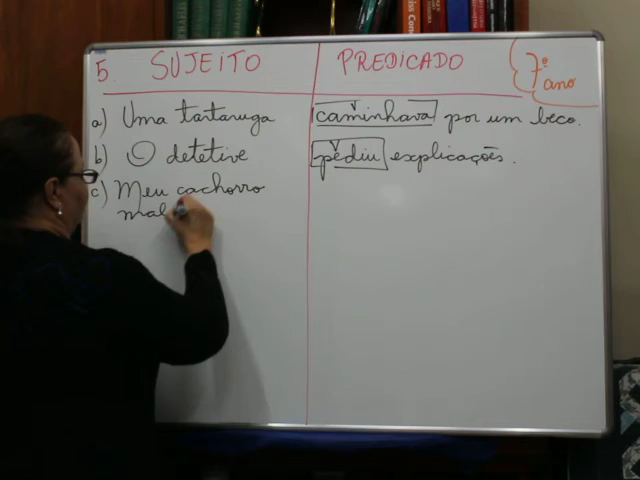 5. SUJEITO PREDICADO 7º ano
a) Uma tartaruga caminhava por um beco.
b) O detetive pediu explicações.
c) Meu cachorro
mal